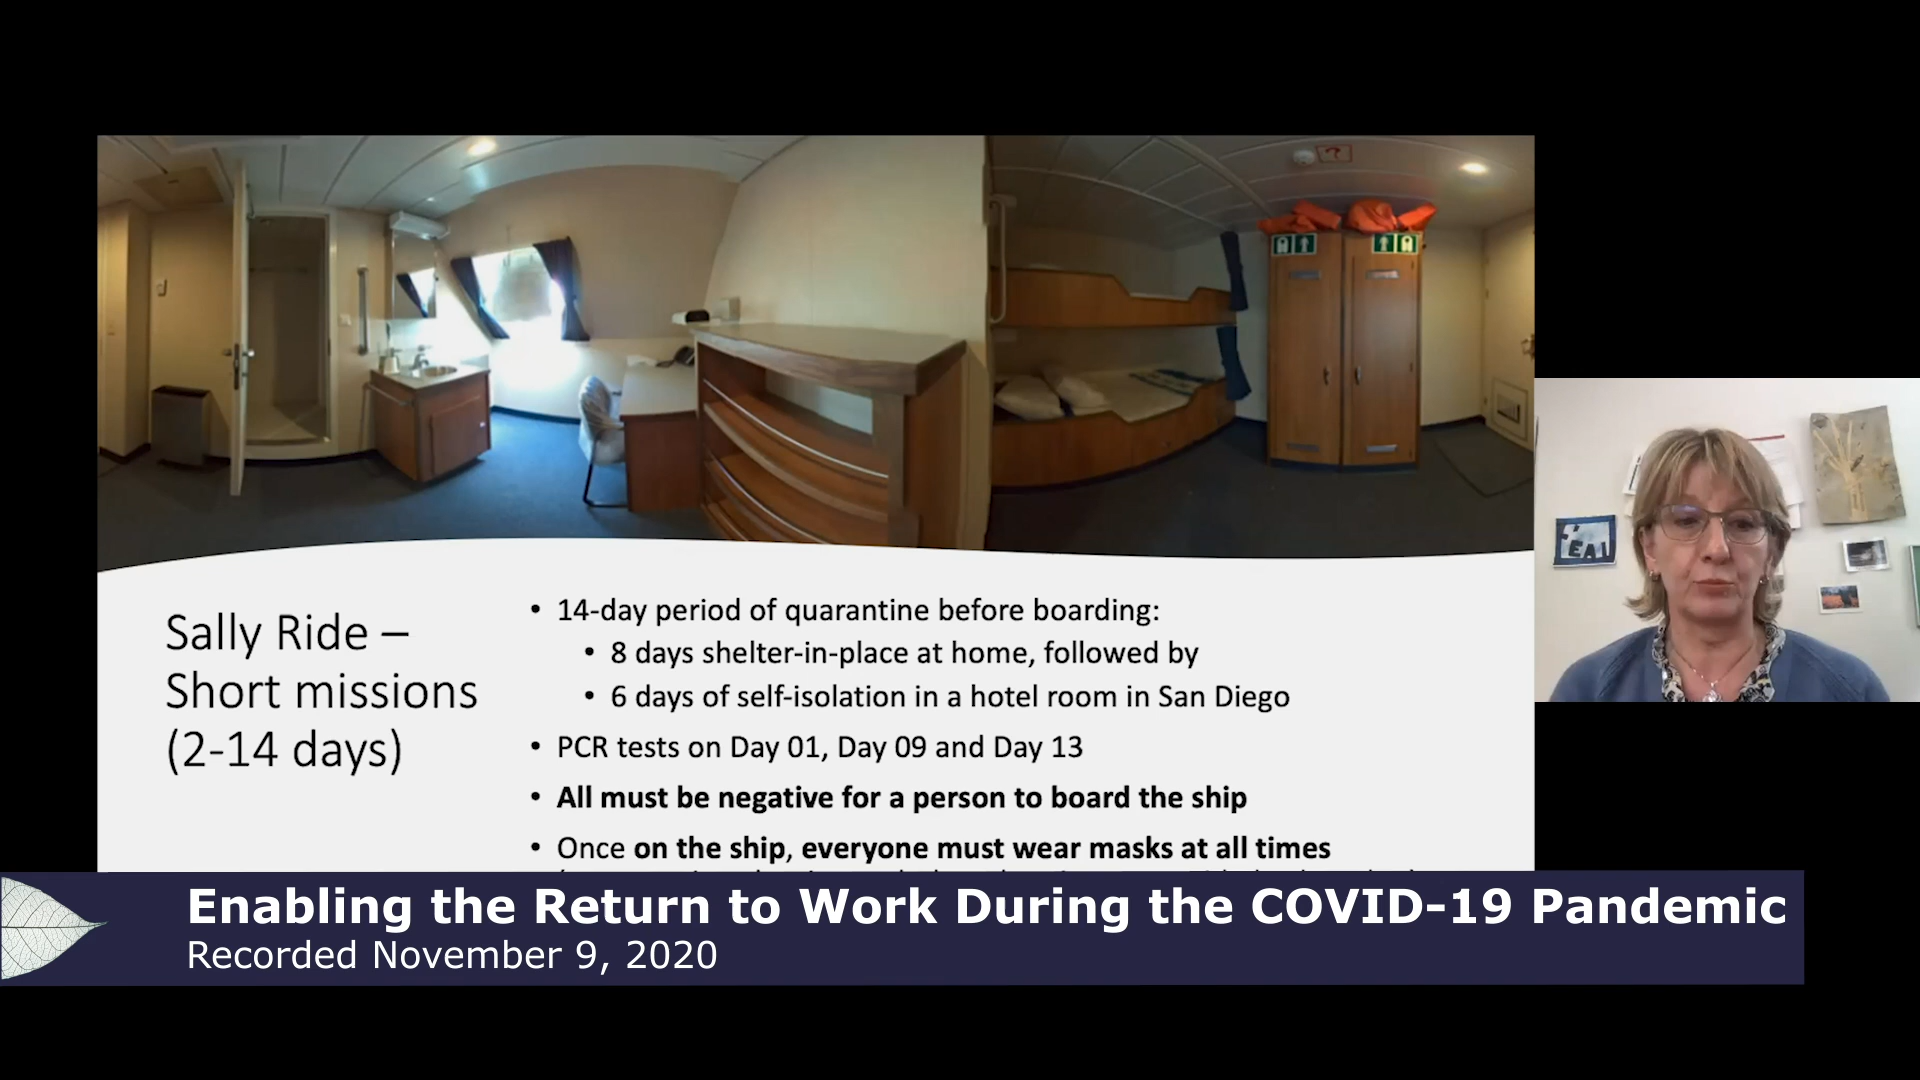 Sally Ride –
Short missions
(2-14 days)
• 14-day period of quarantine before boarding:
• 8 days shelter-in-place at home, followed by
• 6 days of self-isolation in a hotel room in San Diego
• PCR tests on Day 01, Day 09 and Day 13
• All must be negative for a person to board the ship
• Once on the ship, everyone must wear masks at all times
Enabling the Return to Work During the COVID-19 Pandemic
Recorded November 9, 2020